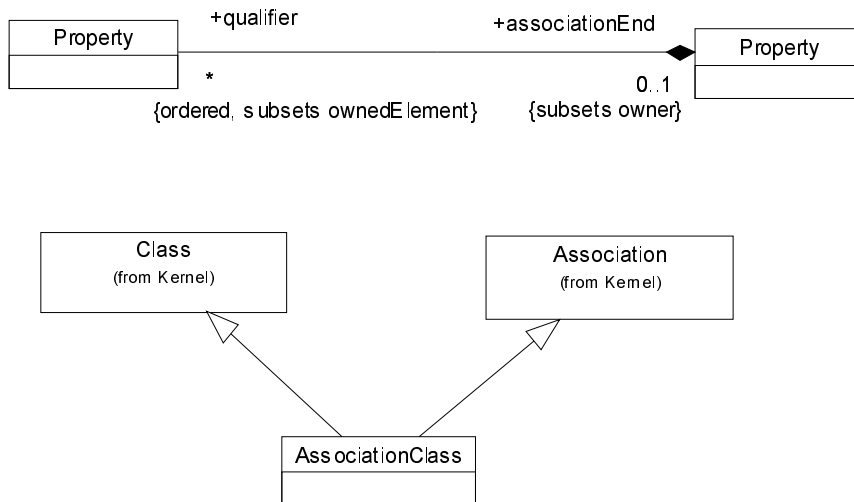 +qualifier
+associationEnd
Property
Property
*
0..1
{ordered, subsets ownedElement}
{subsets owner}
Class
(from Kernel)
Association
(from Kernel)
AssociationClass